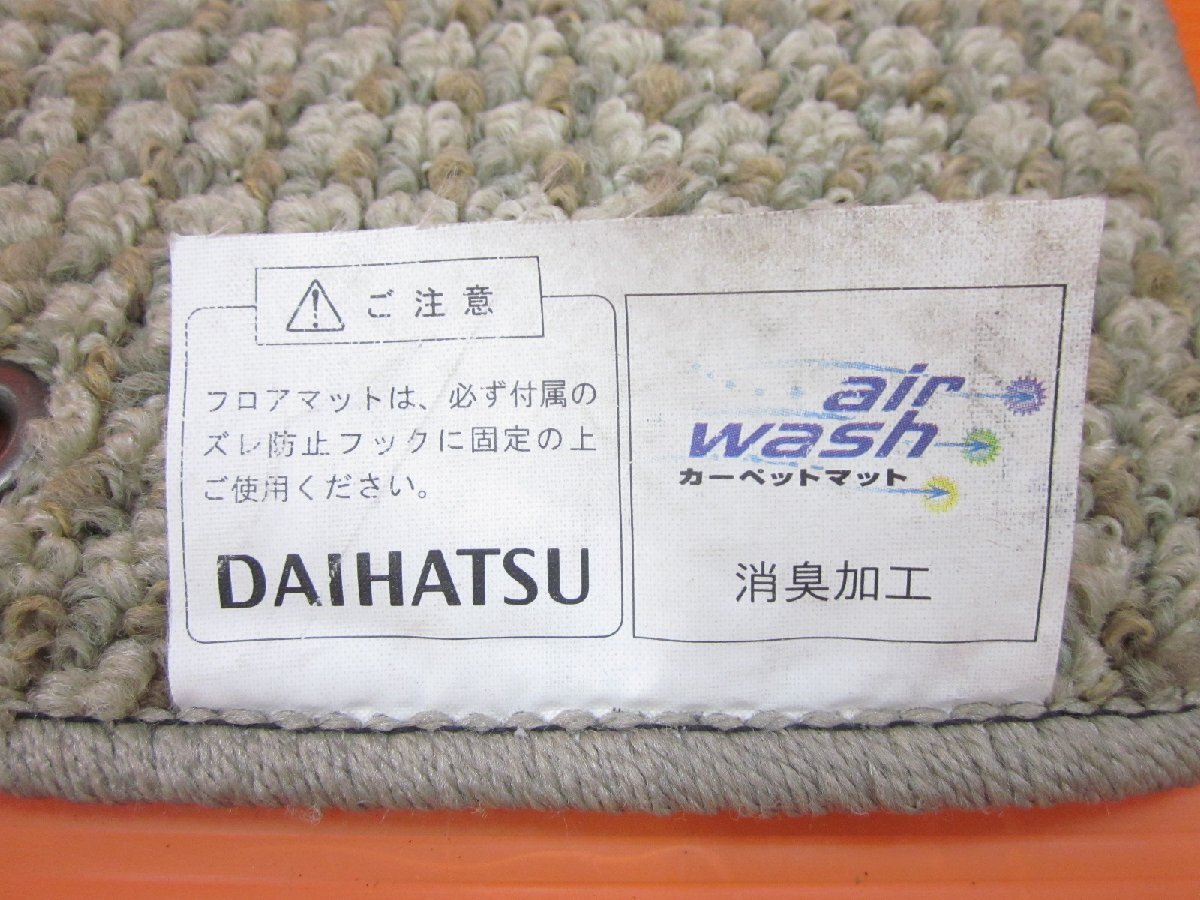 ご注意
フロアマットは、必ず付属の
ズレ防止フックに固定の上
ご使用ください。
DAIHATSU
air
wash
カーペットマット
消臭加工